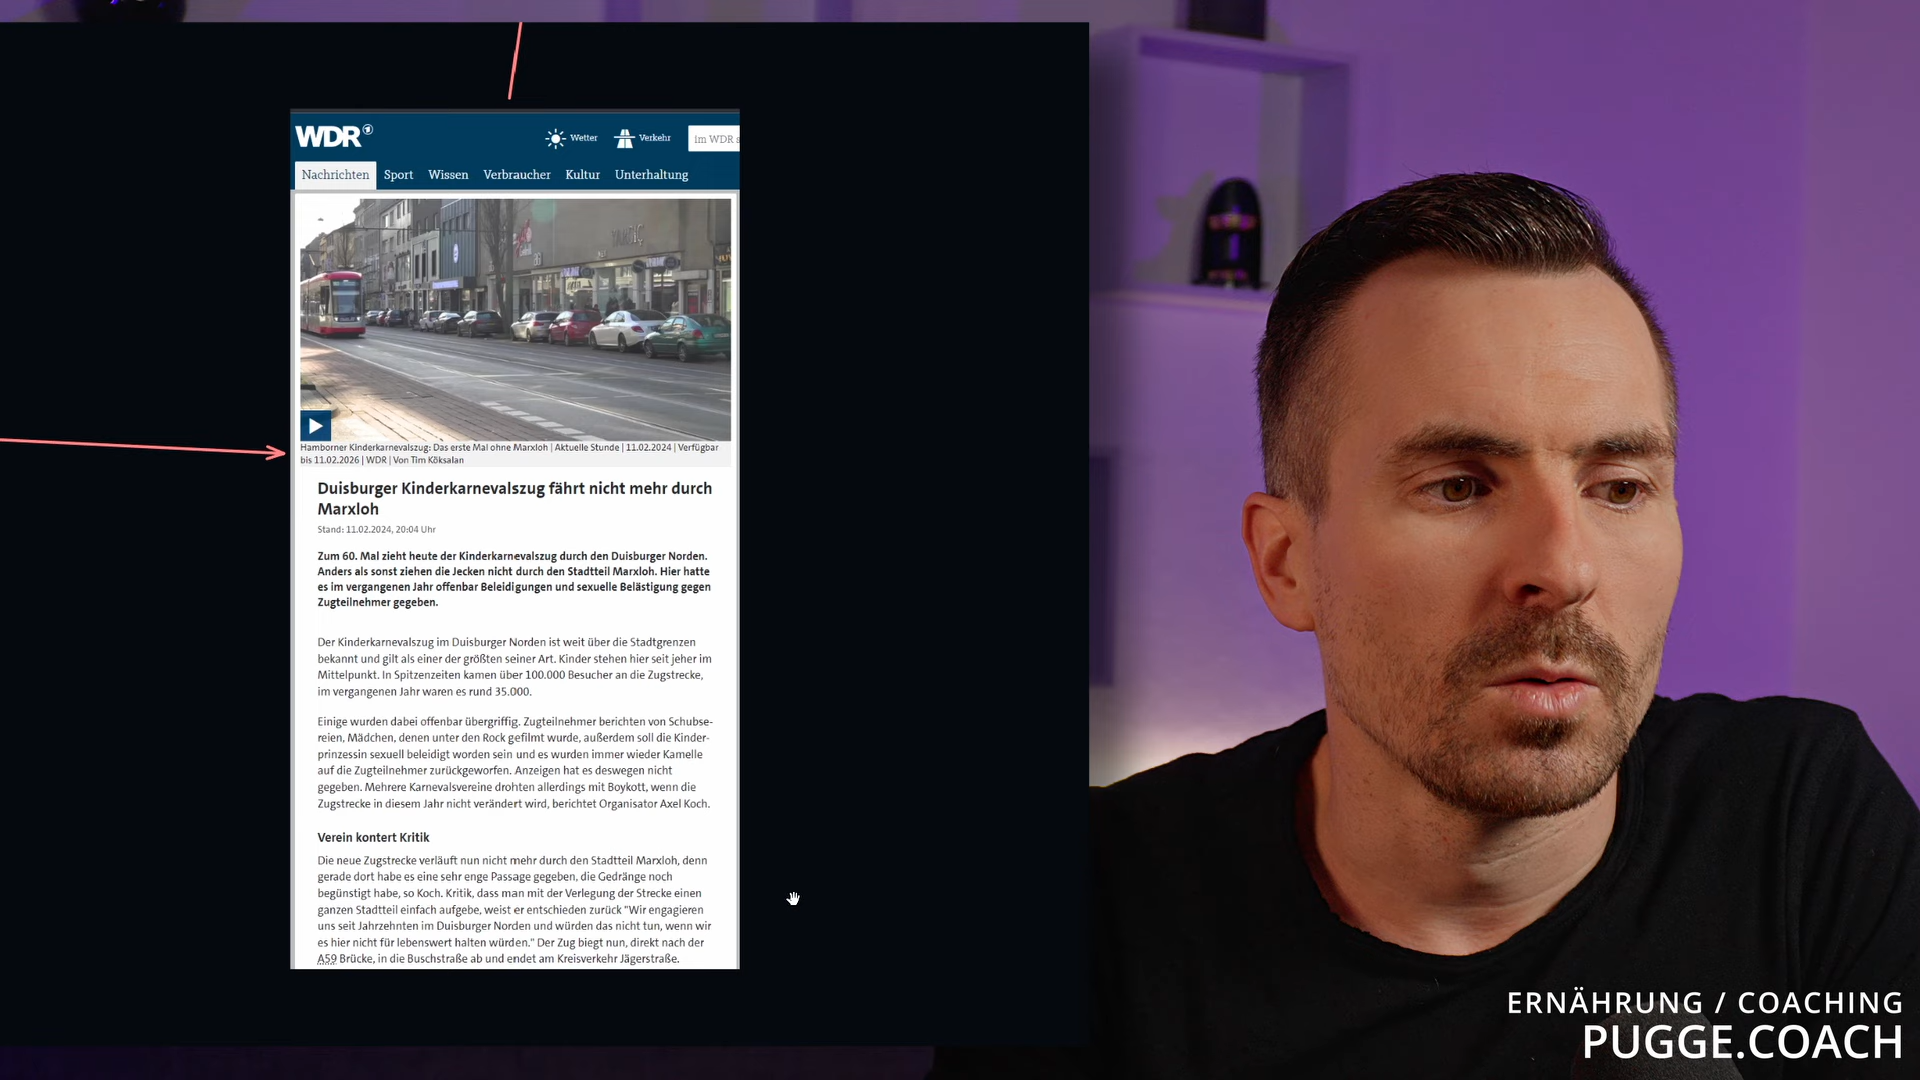 WDR
Wetter
Verkehr
im WDR s
Nachrichten
Sport
Wissen
Verbraucher
Kultur
Unterhaltung
Hamborner Kinderkarnevalszug: Das erste Mal ohne Marxloh | Aktuelle Stunde | 11.02.2024 | Verfügbar
bis 11.02.2026 | WDR | Von Tim Köksalan
Duisburger Kinderkarnevalszug fährt nicht mehr durch
Marxloh
Stand: 11.02.2024, 20:04 Uhr
Zum 60. Mal zieht heute der Kinderkarnevalszug durch den Duisburger Norden.
Anders als sonst ziehen die Jecken nicht durch den Stadtteil Marxloh. Hier hatte
es im vergangenen Jahr offenbar Beleidigungen und sexuelle Belästigung gegen
Zugteilnehmer gegeben.
Der Kinderkarnevalszug im Duisburger Norden ist weit über die Stadtgrenzen
bekannt und gilt als einer der größten seiner Art. Kinder stehen hier seit jeher im
Mittelpunkt. In Spitzenzeiten kamen über 100.000 Besucher an die Zugstrecke,
im vergangenen Jahr waren es rund 35.000.
Einige wurden dabei offenbar übergriffig. Zugteilnehmer berichten von Schubse-
reien, Mädchen, denen unter den Rock gefilmt wurde, außerdem soll die Kinder-
prinzessin sexuell beleidigt worden sein und es wurden immer wieder Kamelle
auf die Zugteilnehmer zurückgeworfen. Anzeigen hat es deswegen nicht
gegeben. Mehrere Karnevalsvereine drohten allerdings mit Boykott, wenn die
Zugstrecke in diesem Jahr nicht verändert wird, berichtet Organisator Axel Koch.
Verein kontert Kritik
Die neue Zugstrecke verläuft nun nicht mehr durch den Stadtteil Marxloh, denn
gerade dort habe es eine sehr enge Passage gegeben, die Gedränge noch
begünstigt habe, so Koch. Kritik, dass man mit der Verlegung der Strecke einen
ganzen Stadtteil einfach aufgebe, weist er entschieden zurück "Wir engagieren
uns seit Jahrzehnten im Duisburger Norden und würden das nicht tun, wenn wir
es hier nicht für lebenswert halten würden." Der Zug biegt nun, direkt nach der
A59 Brücke, in die Buschstraße ab und endet am Kreisverkehr Jägerstraße.
ERNÄHRUNG / COACHING
PUGGE.COACH